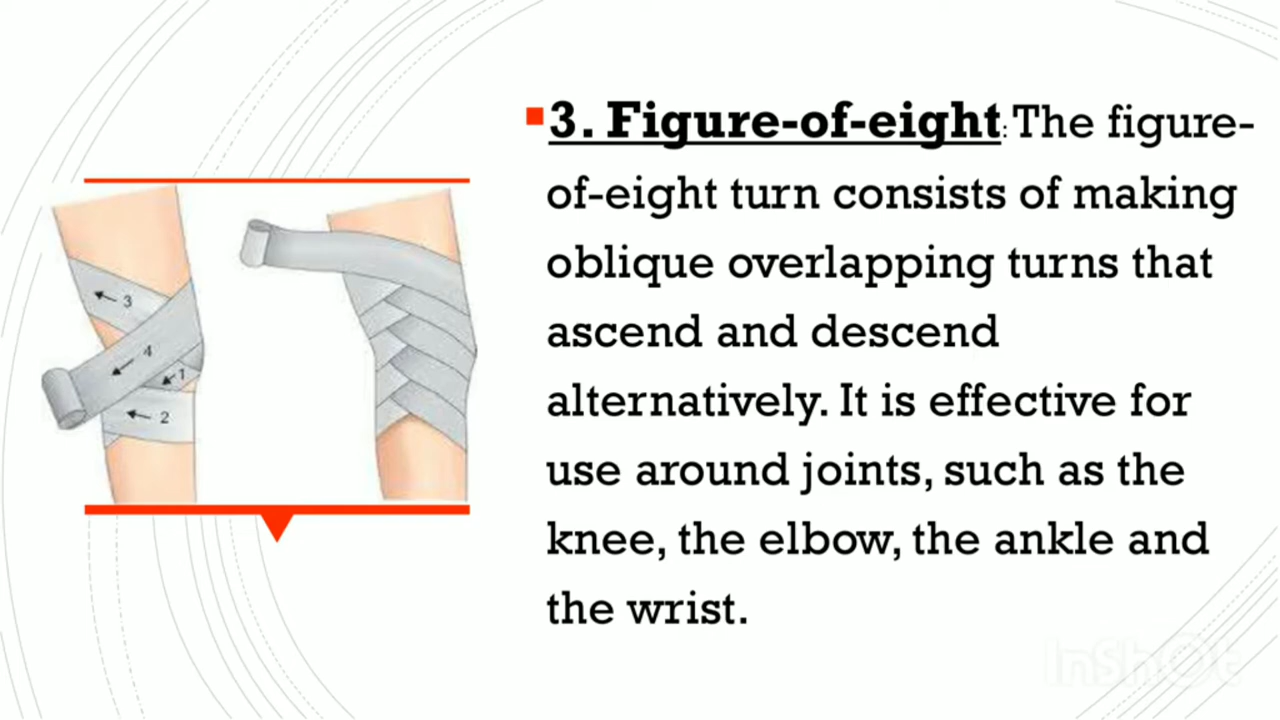 3. Figure-of-eight: The figure-
of-eight turn consists of making
oblique overlapping turns that
ascend and descend
alternatively. It is effective for
use around joints, such as the
knee, the elbow, the ankle and
the wrist.
3
4
1
2
InShOt